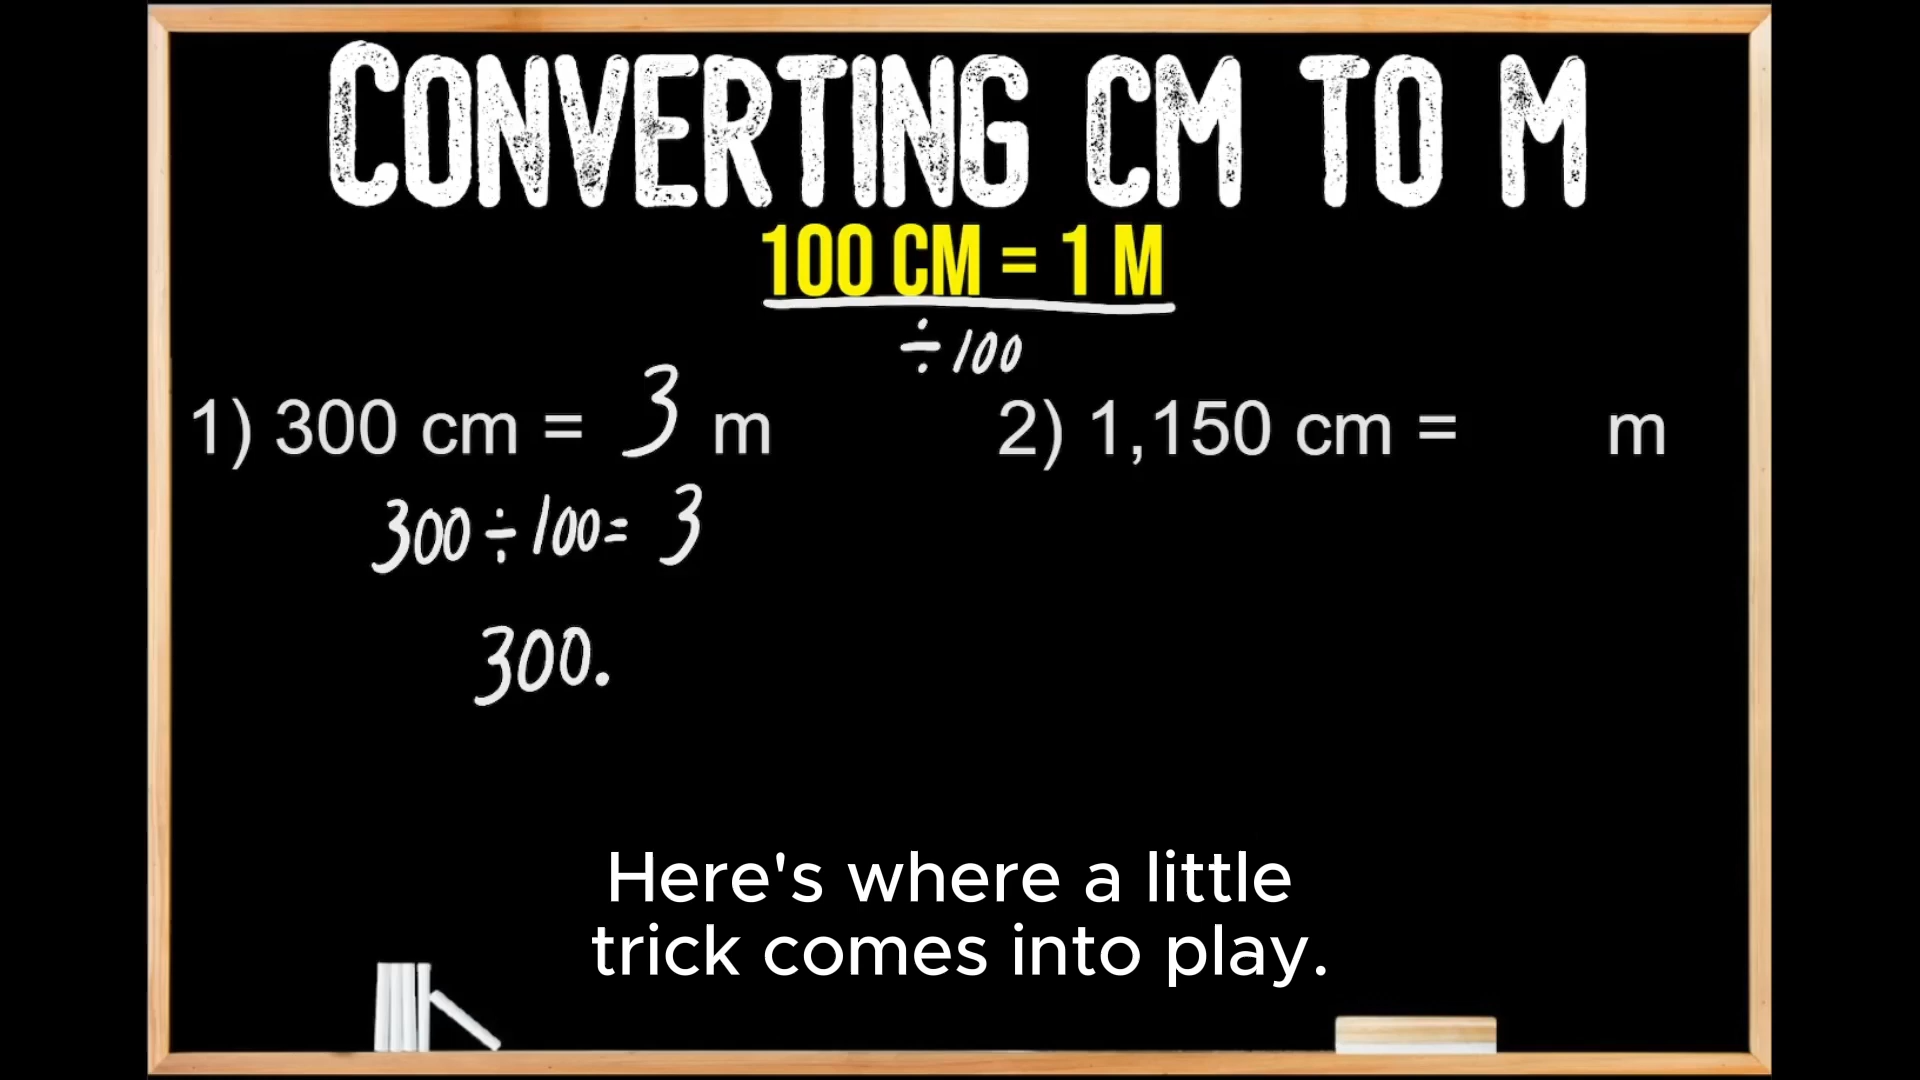 CONVERTING CM TO M
100 CM = 1 M
÷ 100
1) 300 cm = 3 m
2) 1,150 cm = m
300 ÷ 100 = 3
300.
Here's where a little
trick comes into play.